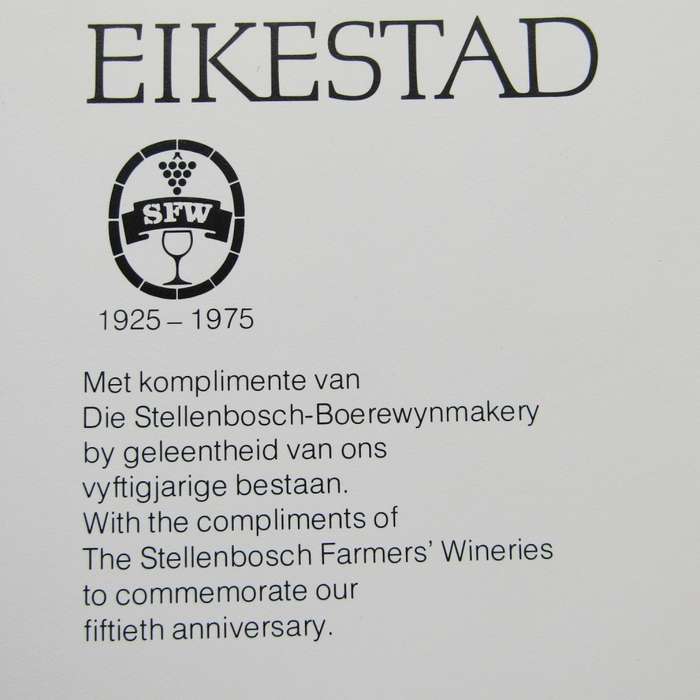 EIKESTAD
SFW
1925 – 1975
Met komplimente van
Die Stellenbosch-Boerewynmakery
by geleentheid van ons
vyftigjarige bestaan.
With the compliments of
The Stellenbosch Farmers’ Wineries
to commemorate our
fiftieth anniversary.